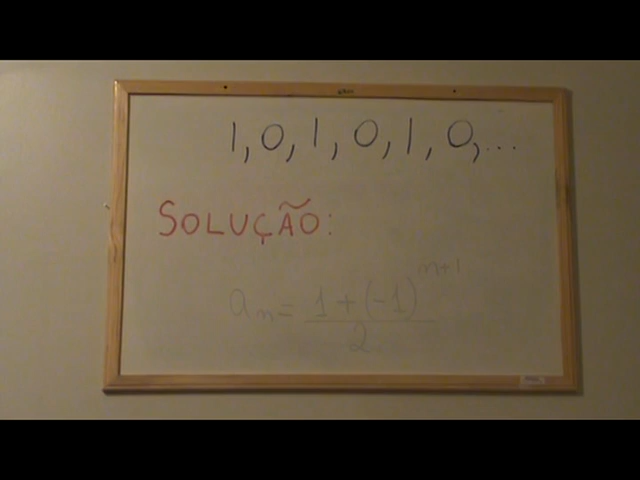 1, 0, 1, 0, 1, 0, ...
SOLUÇÃO:
aₙ = (1 + (-1)ⁿ⁺¹)/2